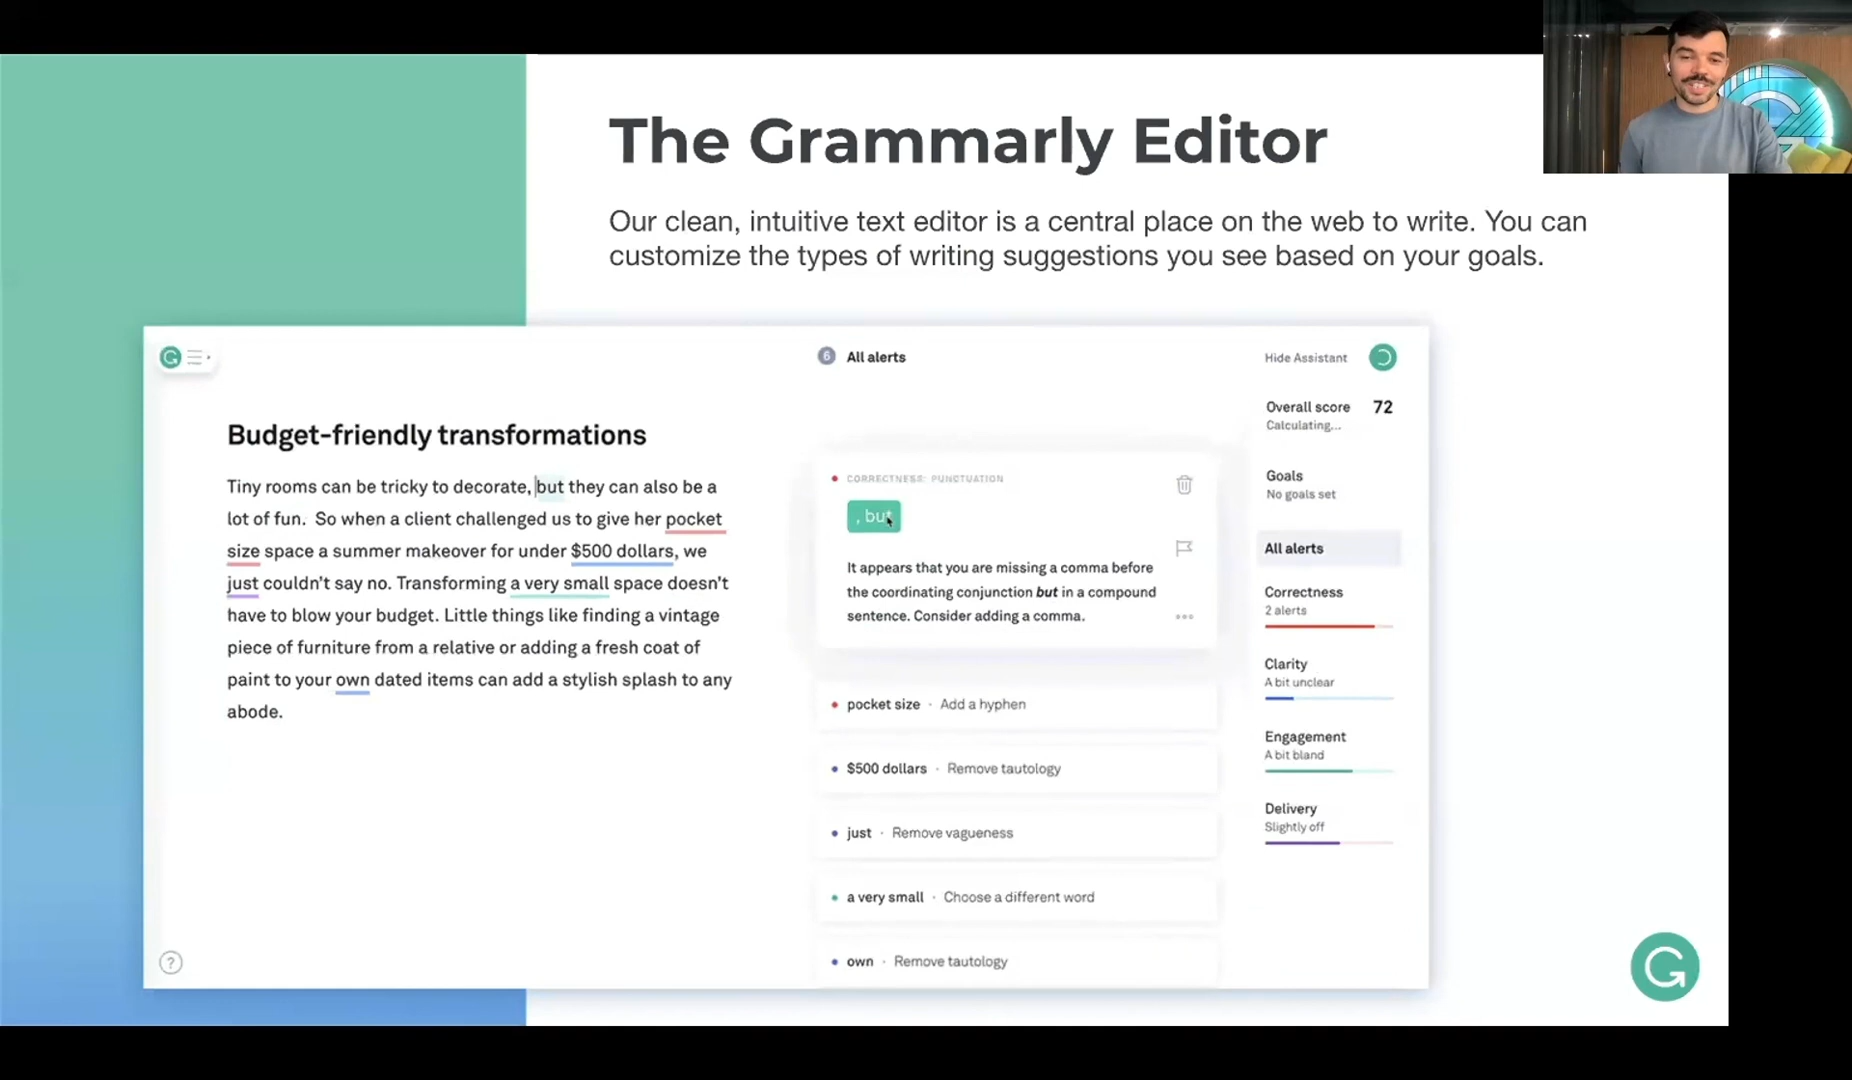 The Grammarly Editor
Our clean, intuitive text editor is a central place on the web to write. You can
customize the types of writing suggestions you see based on your goals.
6 All alerts
Hide Assistant
Budget-friendly transformations
Tiny rooms can be tricky to decorate, but they can also be a
lot of fun. So when a client challenged us to give her pocket
size space a summer makeover for under $500 dollars, we
just couldn't say no. Transforming a very small space doesn't
have to blow your budget. Little things like finding a vintage
piece of furniture from a relative or adding a fresh coat of
paint to your own dated items can add a stylish splash to any
abode.
CORRECTNESS: PUNCTUATION
, but
It appears that you are missing a comma before
the coordinating conjunction but in a compound
sentence. Consider adding a comma.
pocket size · Add a hyphen
$500 dollars · Remove tautology
just · Remove vagueness
a very small · Choose a different word
own · Remove tautology
Overall score 72
Calculating...
Goals
No goals set
All alerts
Correctness
2 alerts
Clarity
A bit unclear
Engagement
A bit bland
Delivery
Slightly off
?
G